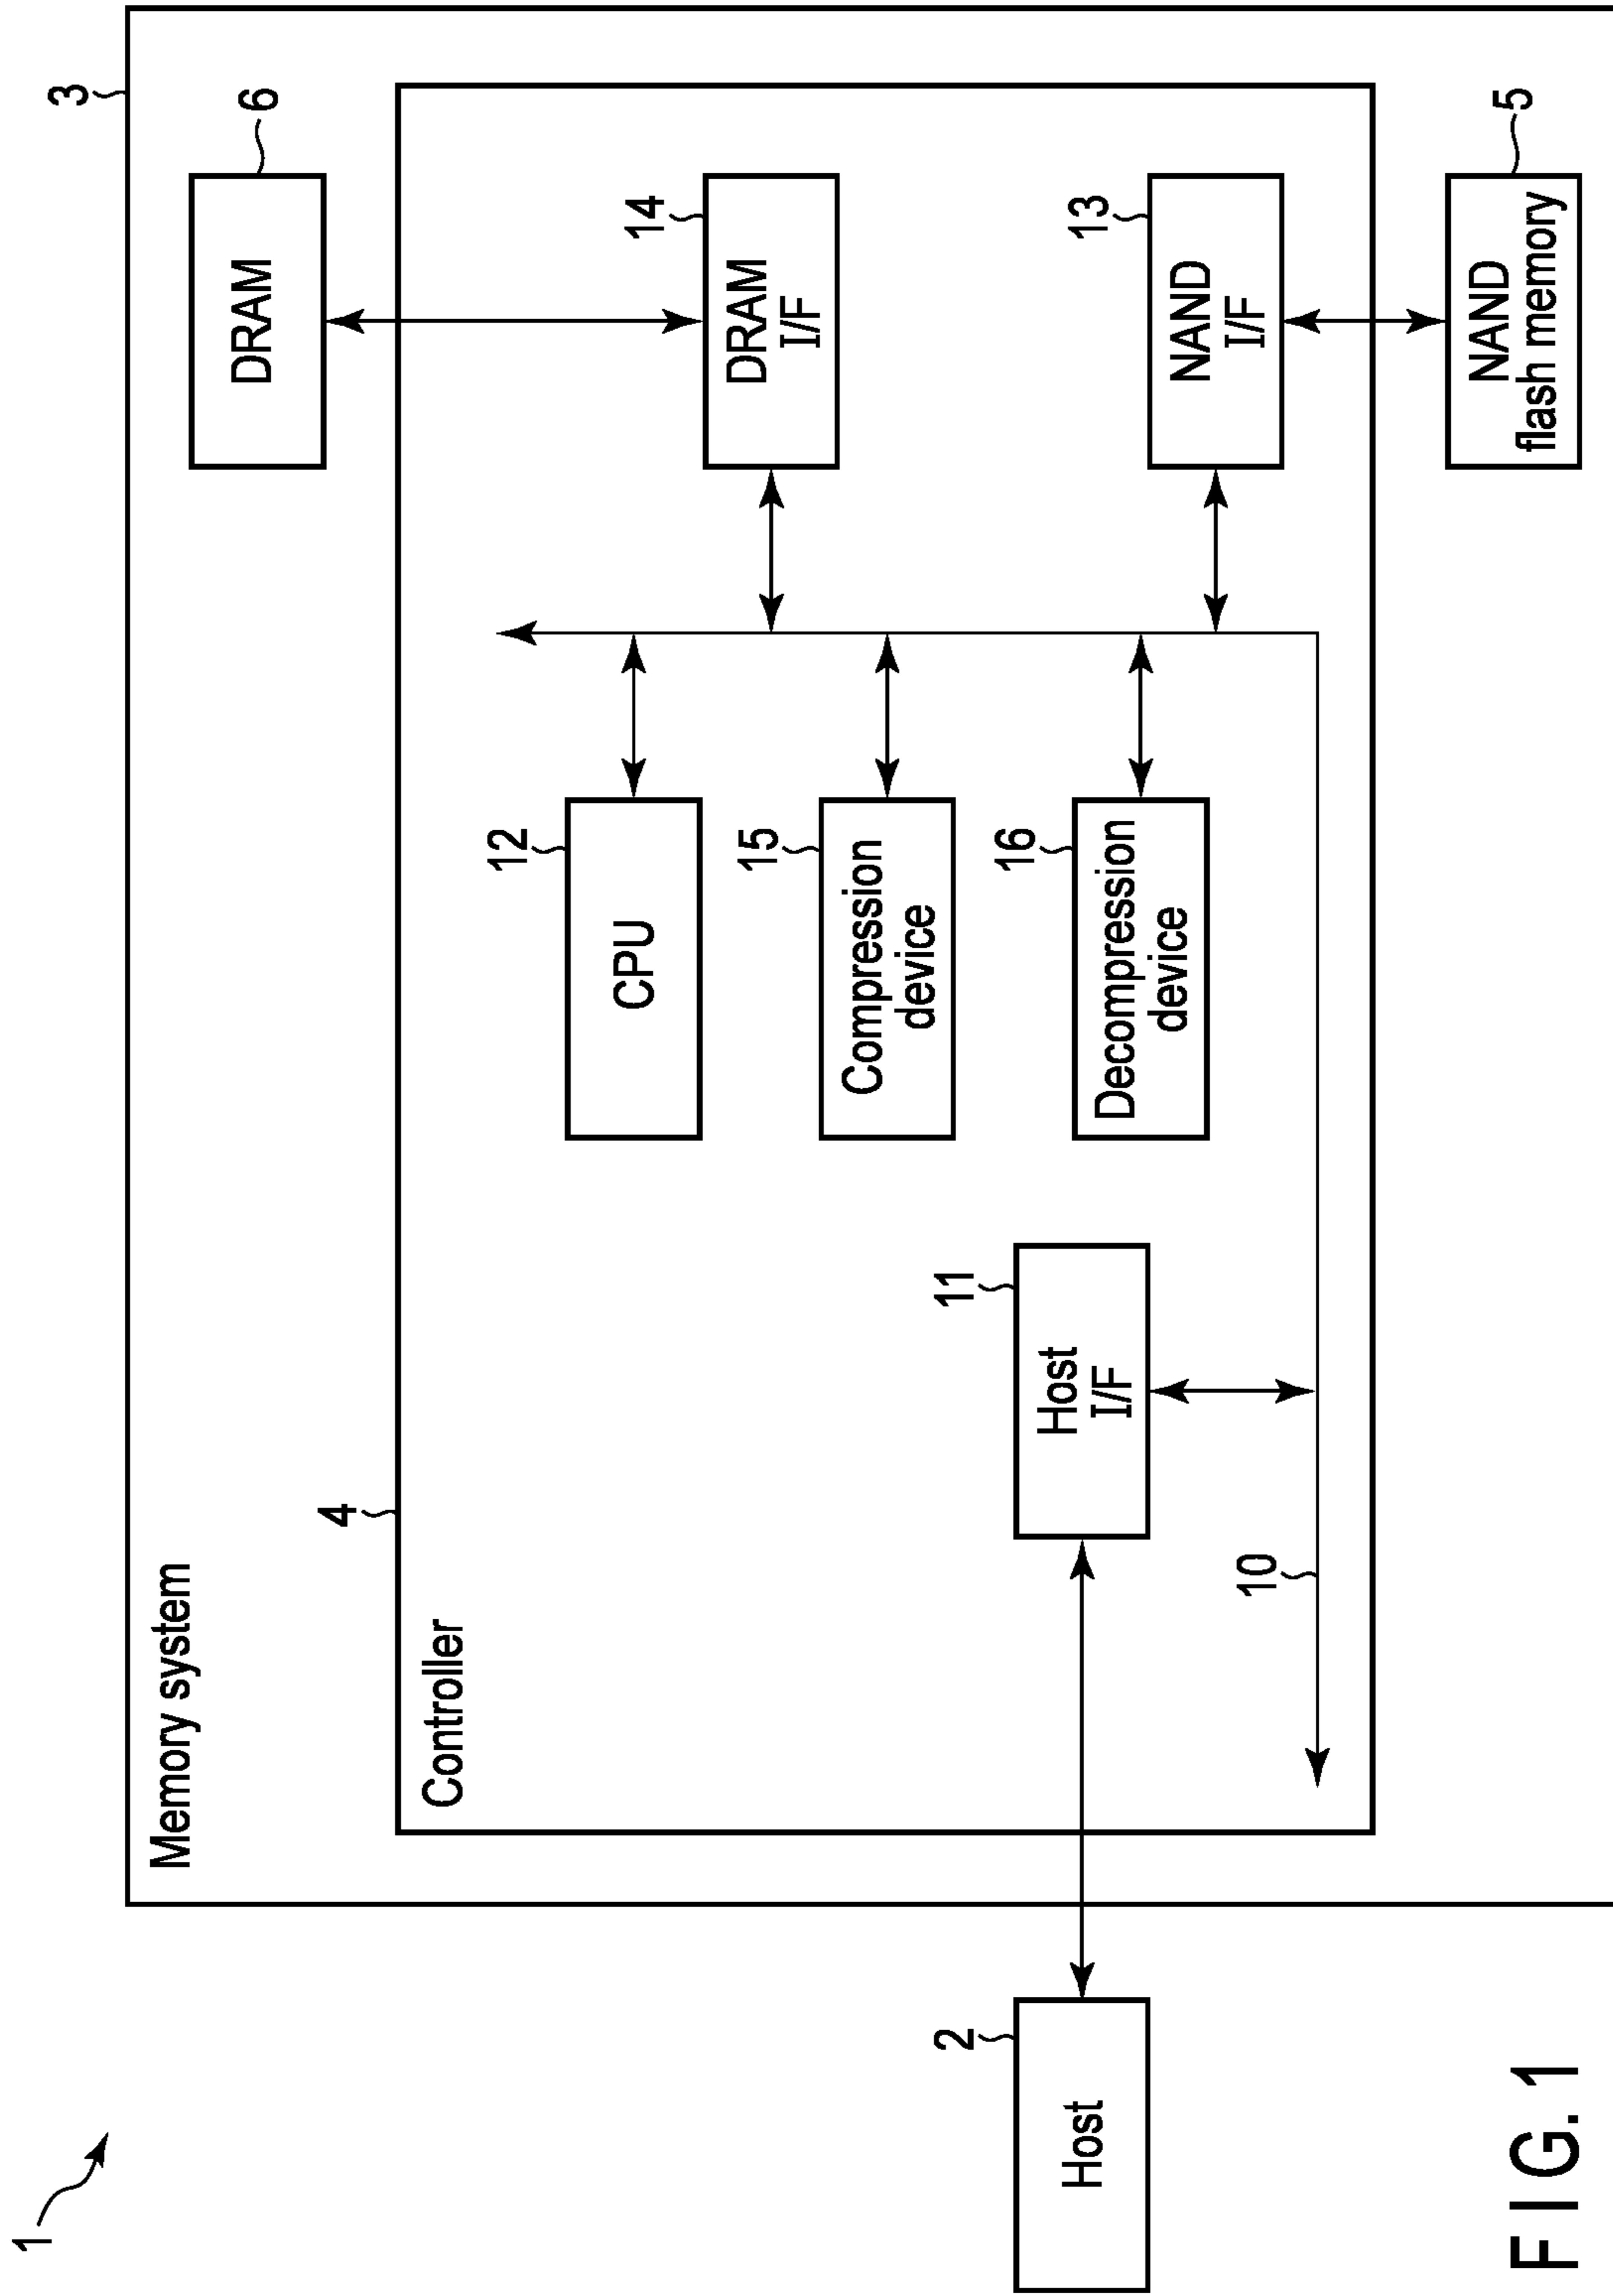 1
3
Memory system
6
DRAM
4
Controller
12
CPU
14
DRAM
I/F
15
Compression
device
2
Host
11
Host
I/F
16
Decompression
device
13
NAND
I/F
10
5
NAND
flash memory
FIG. 1